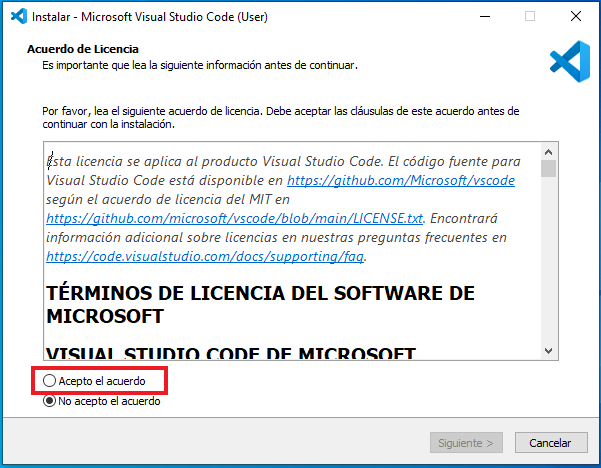 Instalar - Microsoft Visual Studio Code (User)
Acuerdo de Licencia
Es importante que lea la siguiente información antes de continuar.
Por favor, lea el siguiente acuerdo de licencia. Debe aceptar las cláusulas de este acuerdo antes de
continuar con la instalación.
Esta licencia se aplica al producto Visual Studio Code. El código fuente para
Visual Studio Code está disponible en https://github.com/Microsoft/vscode
según el acuerdo de licencia del MIT en
https://github.com/microsoft/vscode/blob/main/LICENSE.txt. Encontrará
información adicional sobre licencias en nuestras preguntas frecuentes en
https://code.visualstudio.com/docs/supporting/faq.
TÉRMINOS DE LICENCIA DEL SOFTWARE DE
MICROSOFT
VISUAL STUDIO CODE DE MICROSOFT
Acepto el acuerdo
No acepto el acuerdo
Siguiente >
Cancelar